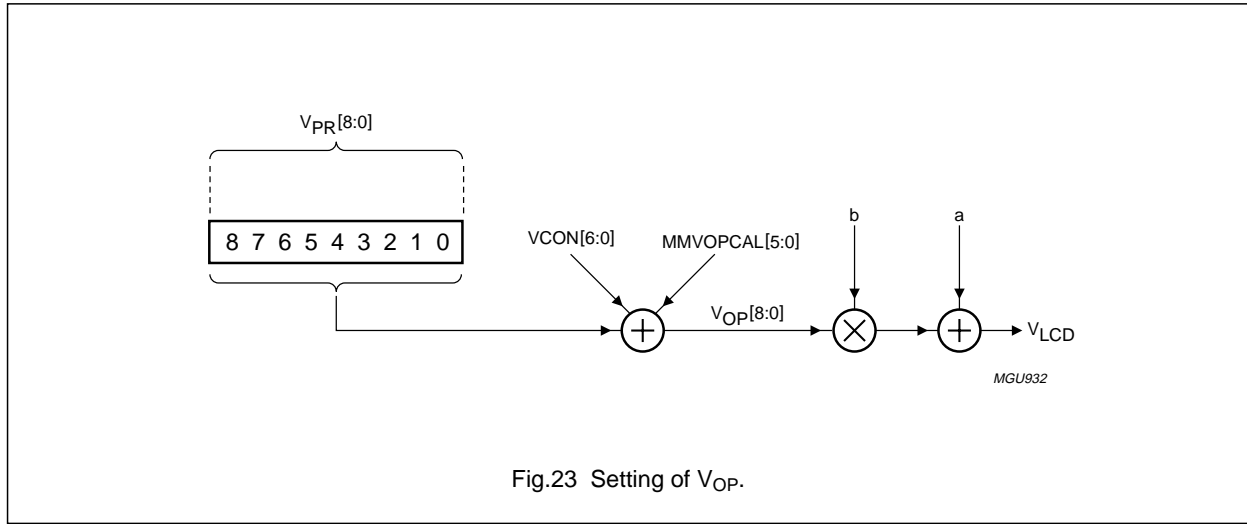 VPR[8:0]
8 7 6 5 4 3 2 1 0
VCON[6:0] MMVOPCAL[5:0] b a
VOP[8:0]
VLCD
MGU932
Fig.23 Setting of VOP.